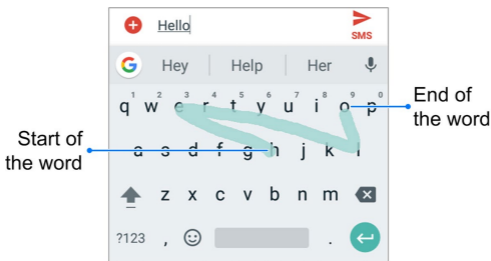 Hello
SMS
G Hey Help Her
1 2 3 4 5 6 7 8 9 0
q w e r t y u i o p
End of
the word
Start of
the word
a s d f g h j k l
z x c v b n m
?123 , .